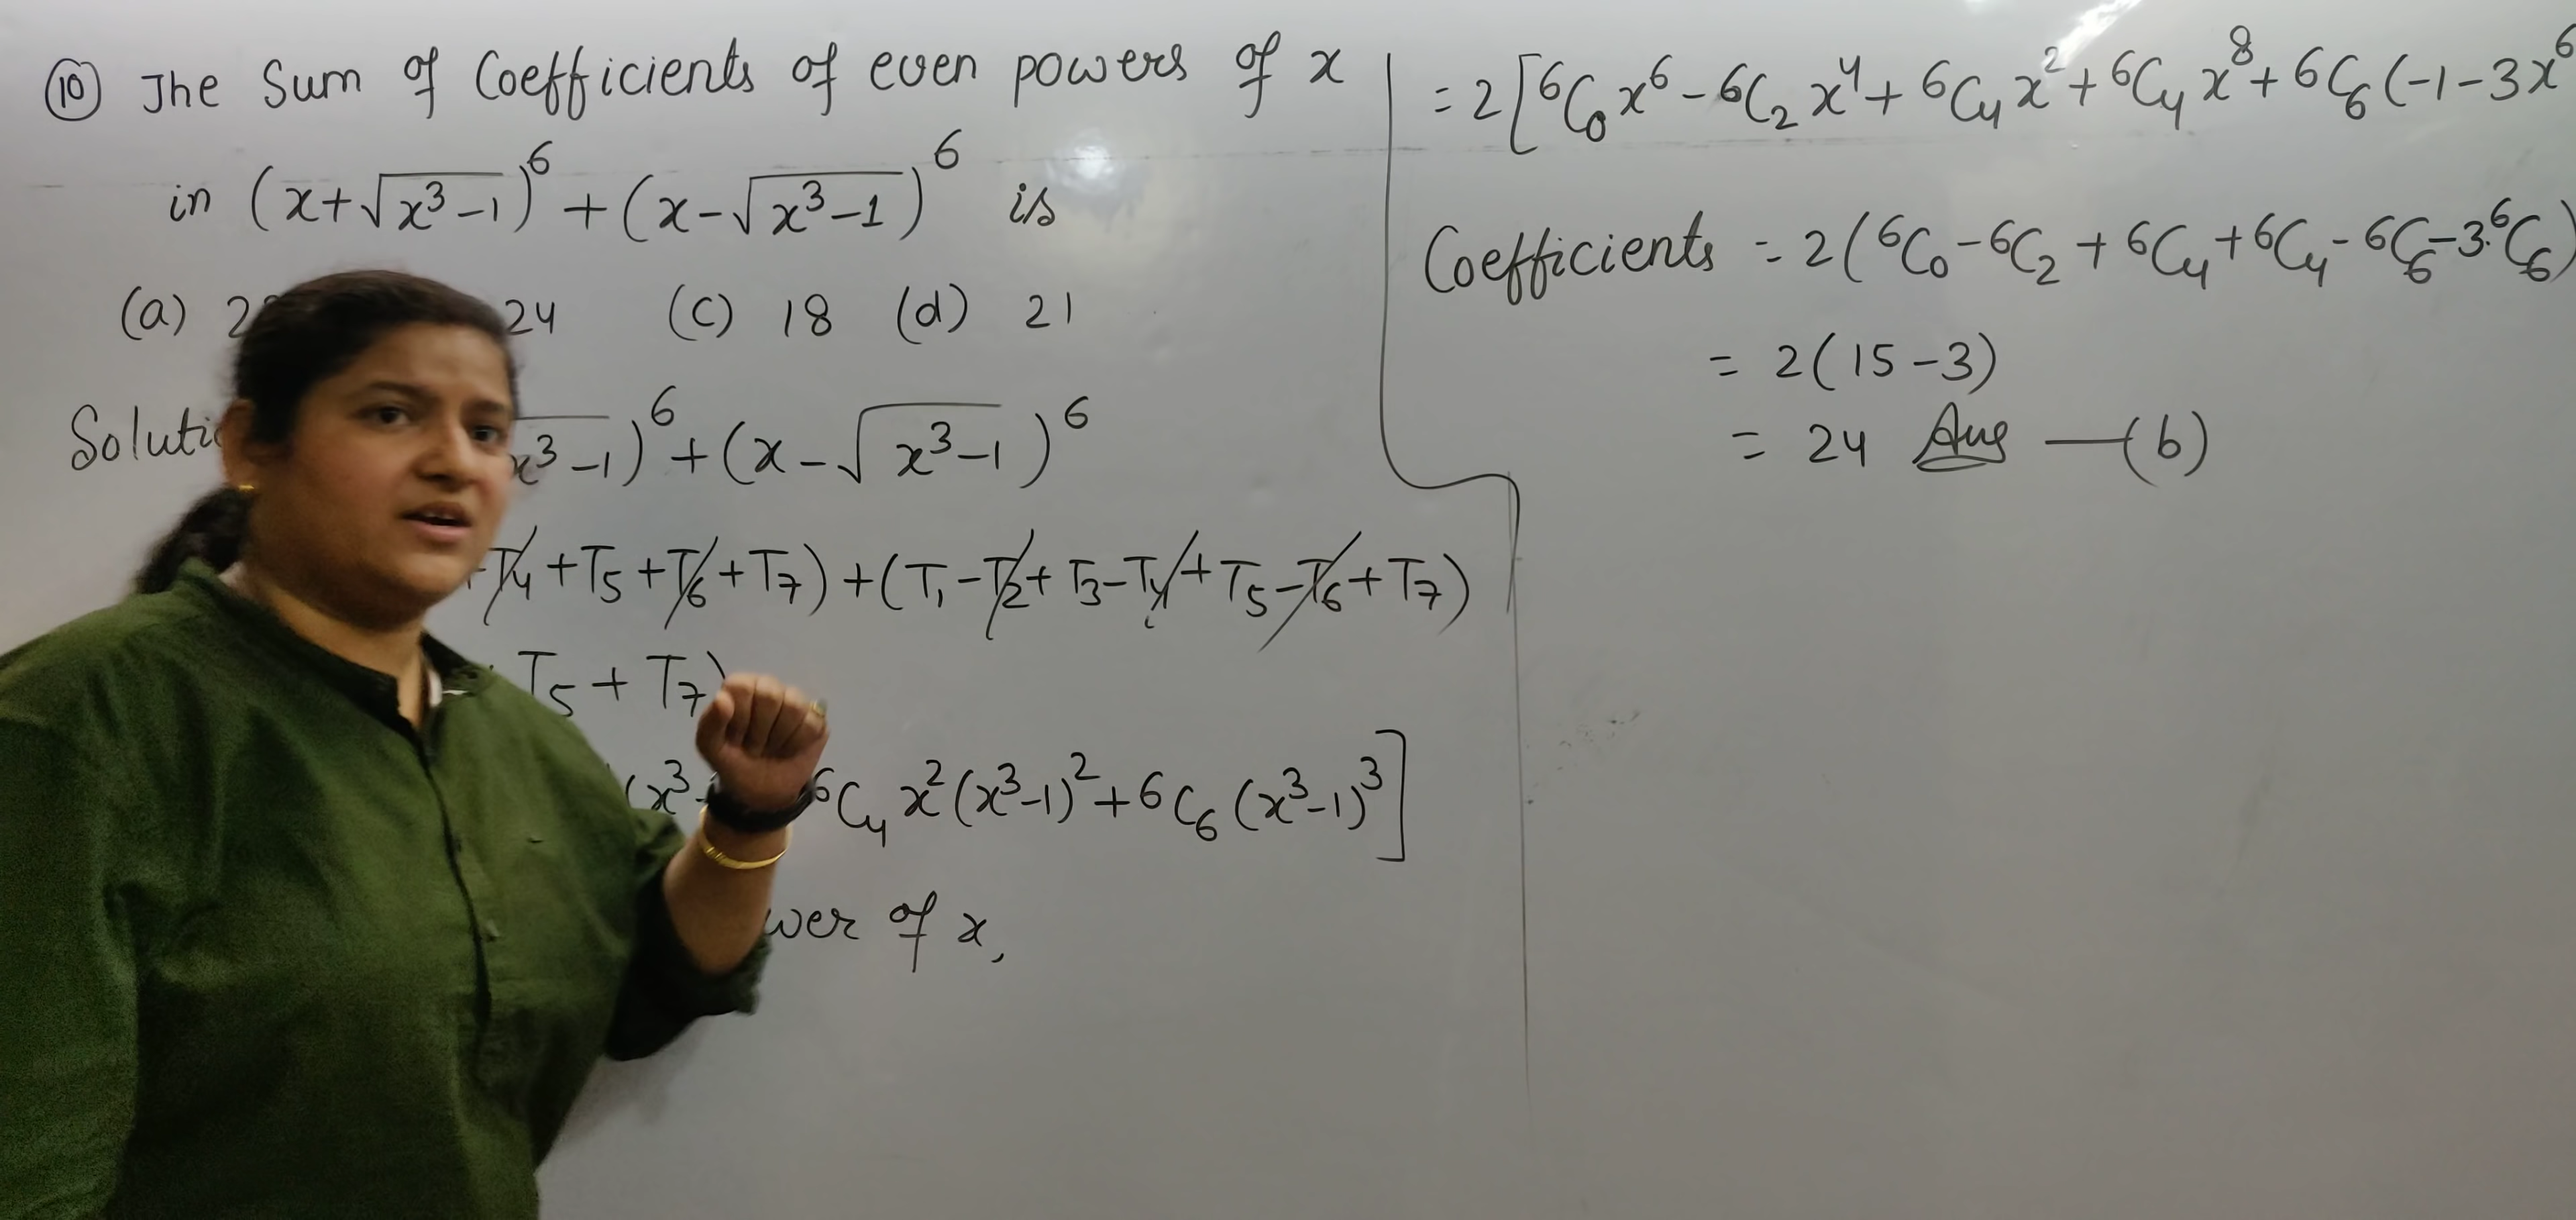 ⑩ The Sum of Coefficients of even powers of x
in (x+√(x³-1))⁶ + (x-√(x³-1))⁶ is
(a) 24 (c) 18 (d) 21
x³-1)⁶ + (x-√(x³-1))⁶
T4 + T5 + T6 + T7) + (T1 - T2 + T3 - T4 + T5 - T6 + T7)
T5 + T7)
(x³- ⁶C₄ x²(x³-1)² + 6C₆ (x³-1)³]
of x,
= 2[⁶C₀x⁶ - 6C₂x⁴ + 6C₄x² + 6C₄x⁸ + 6C₆(-1-3x⁶
Coefficients = 2(⁶C₀ - 6C₂ + 6C₄ + 6C₄ - 6C₆ - 3.⁶C₆)
= 2(15-3)
= 24 Ans —(b)